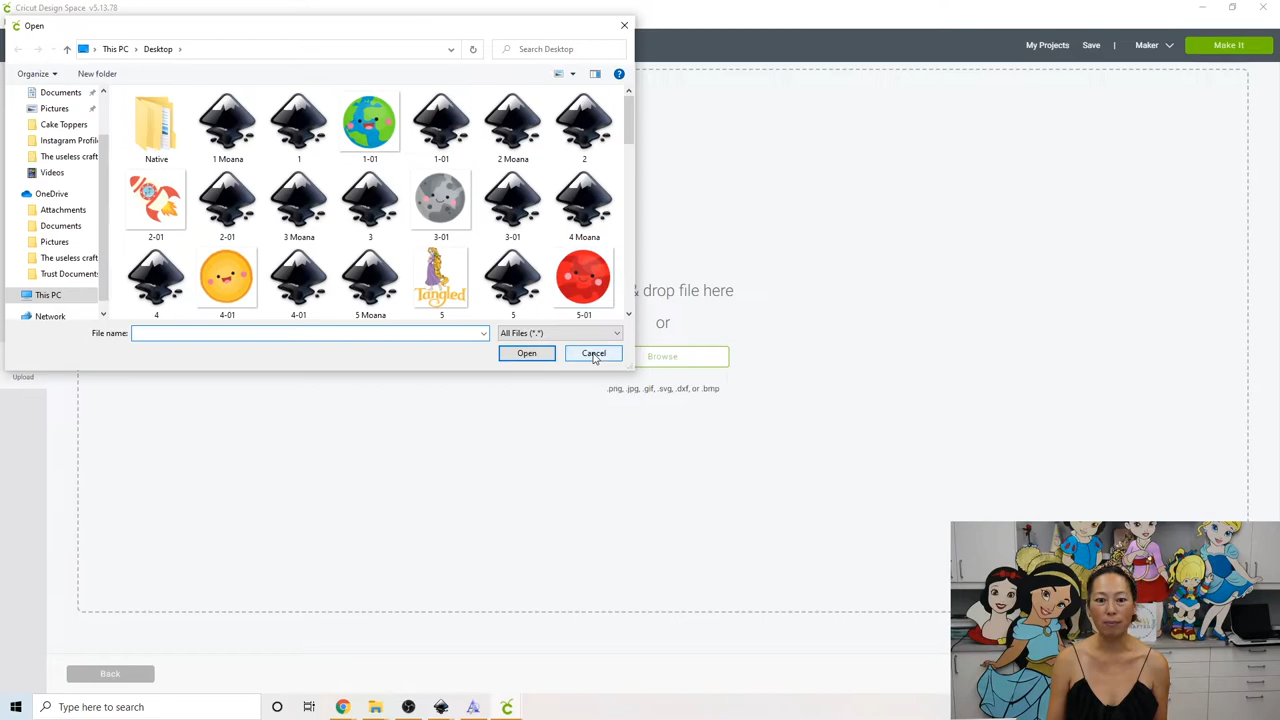 Cricut Design Space v5.13.78
Open
This PC > Desktop >
Search Desktop
My Projects
Save
|
Maker
Make It
Organize
New folder
Documents
Pictures
Cake Toppers
Instagram Profil
The useless craft
Videos
OneDrive
Attachments
Documents
Pictures
The useless craft
Trust Documents
This PC
Network
Native
1 Moana
1
1-01
1-01
2 Moana
2
2-01
2-01
3 Moana
3
3-01
3-01
4 Moana
4
4-01
4-01
5 Moana
Tangled
5
5
5-01
File name:
All Files (*.*)
Open
Cancel
Upload
& drop file here
or
Browse
.png, .jpg, .gif, .svg, .dxf, or .bmp
Back
Type here to search